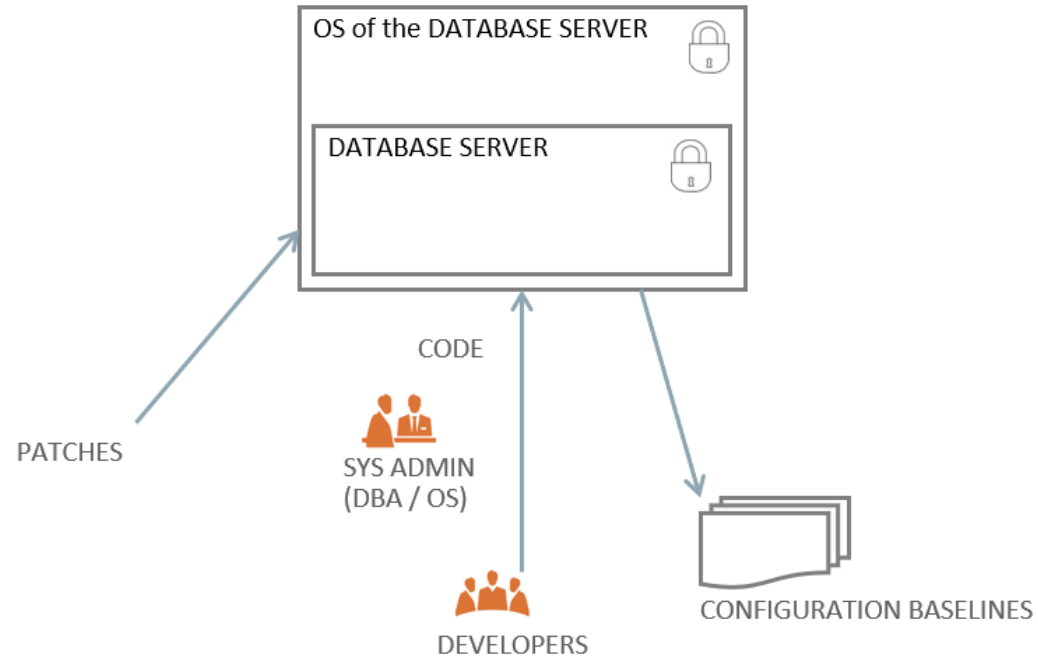 OS of the DATABASE SERVER
DATABASE SERVER
CODE
PATCHES
SYS ADMIN
(DBA / OS)
DEVELOPERS
CONFIGURATION BASELINES